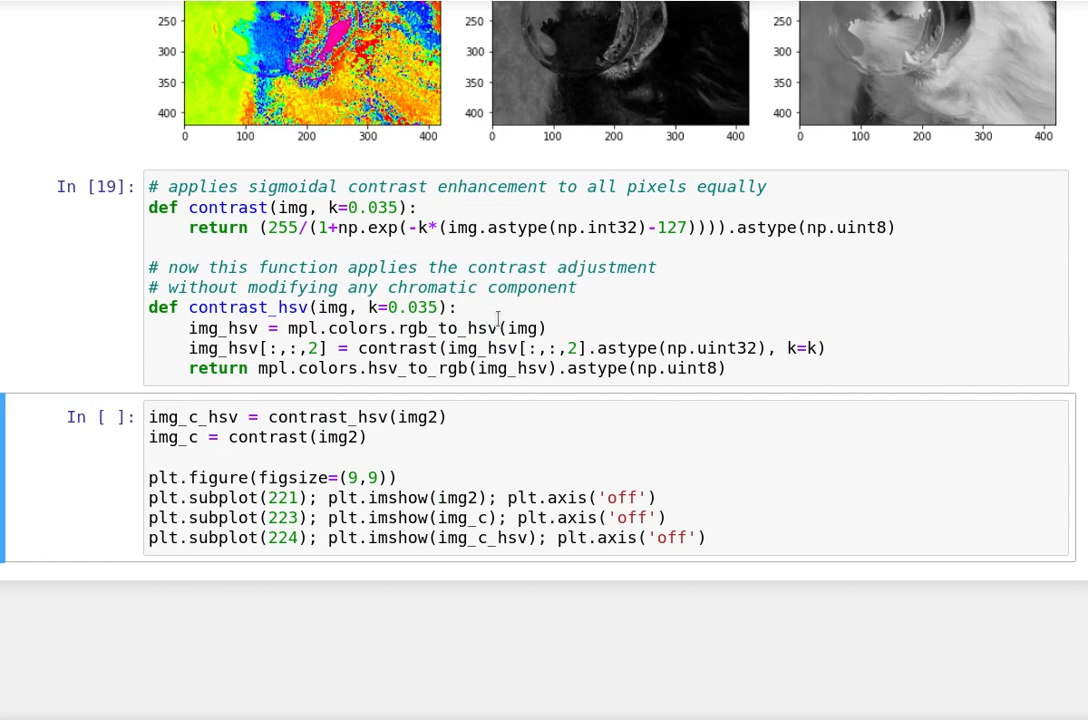 250
300
350
400
0 100 200 300 400
250
300
350
400
0 100 200 300 400
250
300
350
400
0 100 200 300 400
In [19]:
# applies sigmoidal contrast enhancement to all pixels equally
def contrast(img, k=0.035):
    return (255/(1+np.exp(-k*(img.astype(np.int32)-127)))).astype(np.uint8)
# now this function applies the contrast adjustment
# without modifying any chromatic component
def contrast_hsv(img, k=0.035):
    img_hsv = mpl.colors.rgb_to_hsv(img)
    img_hsv[:,:,2] = contrast(img_hsv[:,:,2].astype(np.uint32), k=k)
    return mpl.colors.hsv_to_rgb(img_hsv).astype(np.uint8)
In [ ]:
img_c_hsv = contrast_hsv(img2)
img_c = contrast(img2)
plt.figure(figsize=(9,9))
plt.subplot(221); plt.imshow(img2); plt.axis('off')
plt.subplot(223); plt.imshow(img_c); plt.axis('off')
plt.subplot(224); plt.imshow(img_c_hsv); plt.axis('off')